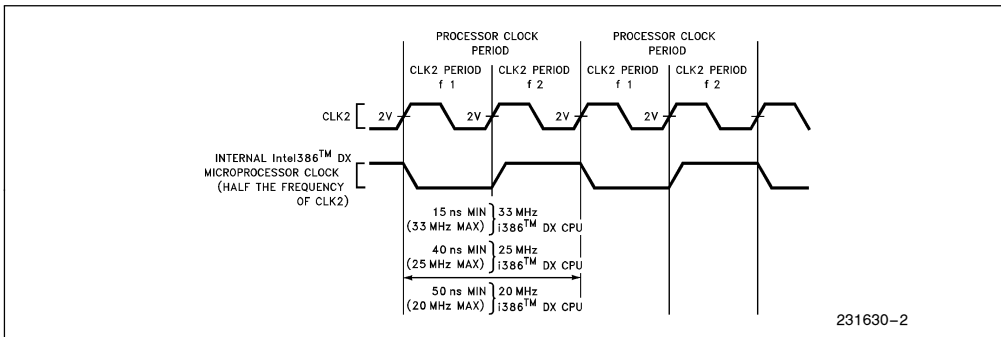 PROCESSOR CLOCK PERIOD
PROCESSOR CLOCK PERIOD
CLK2 PERIOD f 1
CLK2 PERIOD f 2
CLK2 PERIOD f 1
CLK2 PERIOD f 2
CLK2
2V
2V
2V
2V
2V
INTERNAL Intel386™ DX
MICROPROCESSOR CLOCK
(HALF THE FREQUENCY
OF CLK2)
15 ns MIN
(33 MHz MAX)
33 MHz
i386™ DX CPU
40 ns MIN
(25 MHz MAX)
25 MHz
i386™ DX CPU
50 ns MIN
(20 MHz MAX)
20 MHz
i386™ DX CPU
231630–2